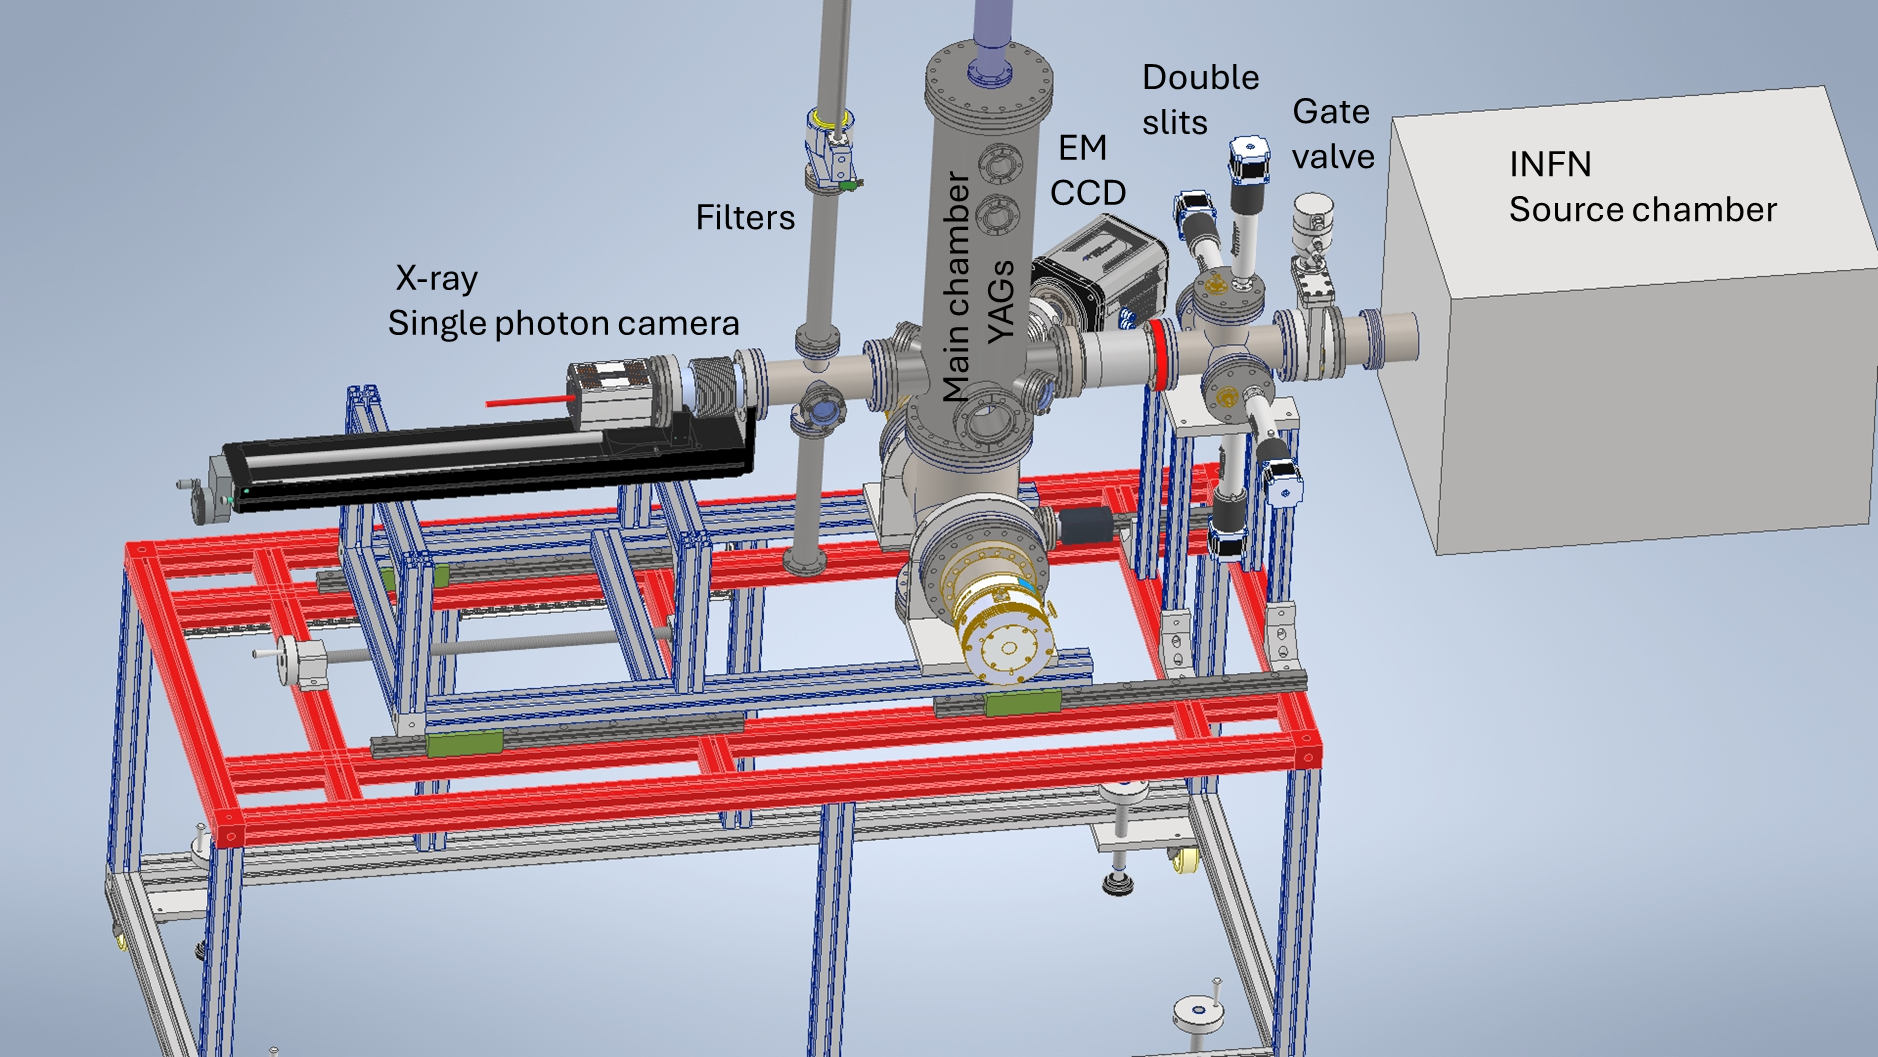 Double
slits
Gate
valve
EM
CCD
INFN
Source chamber
Filters
Main chamber
YAGs
X-ray
Single photon camera